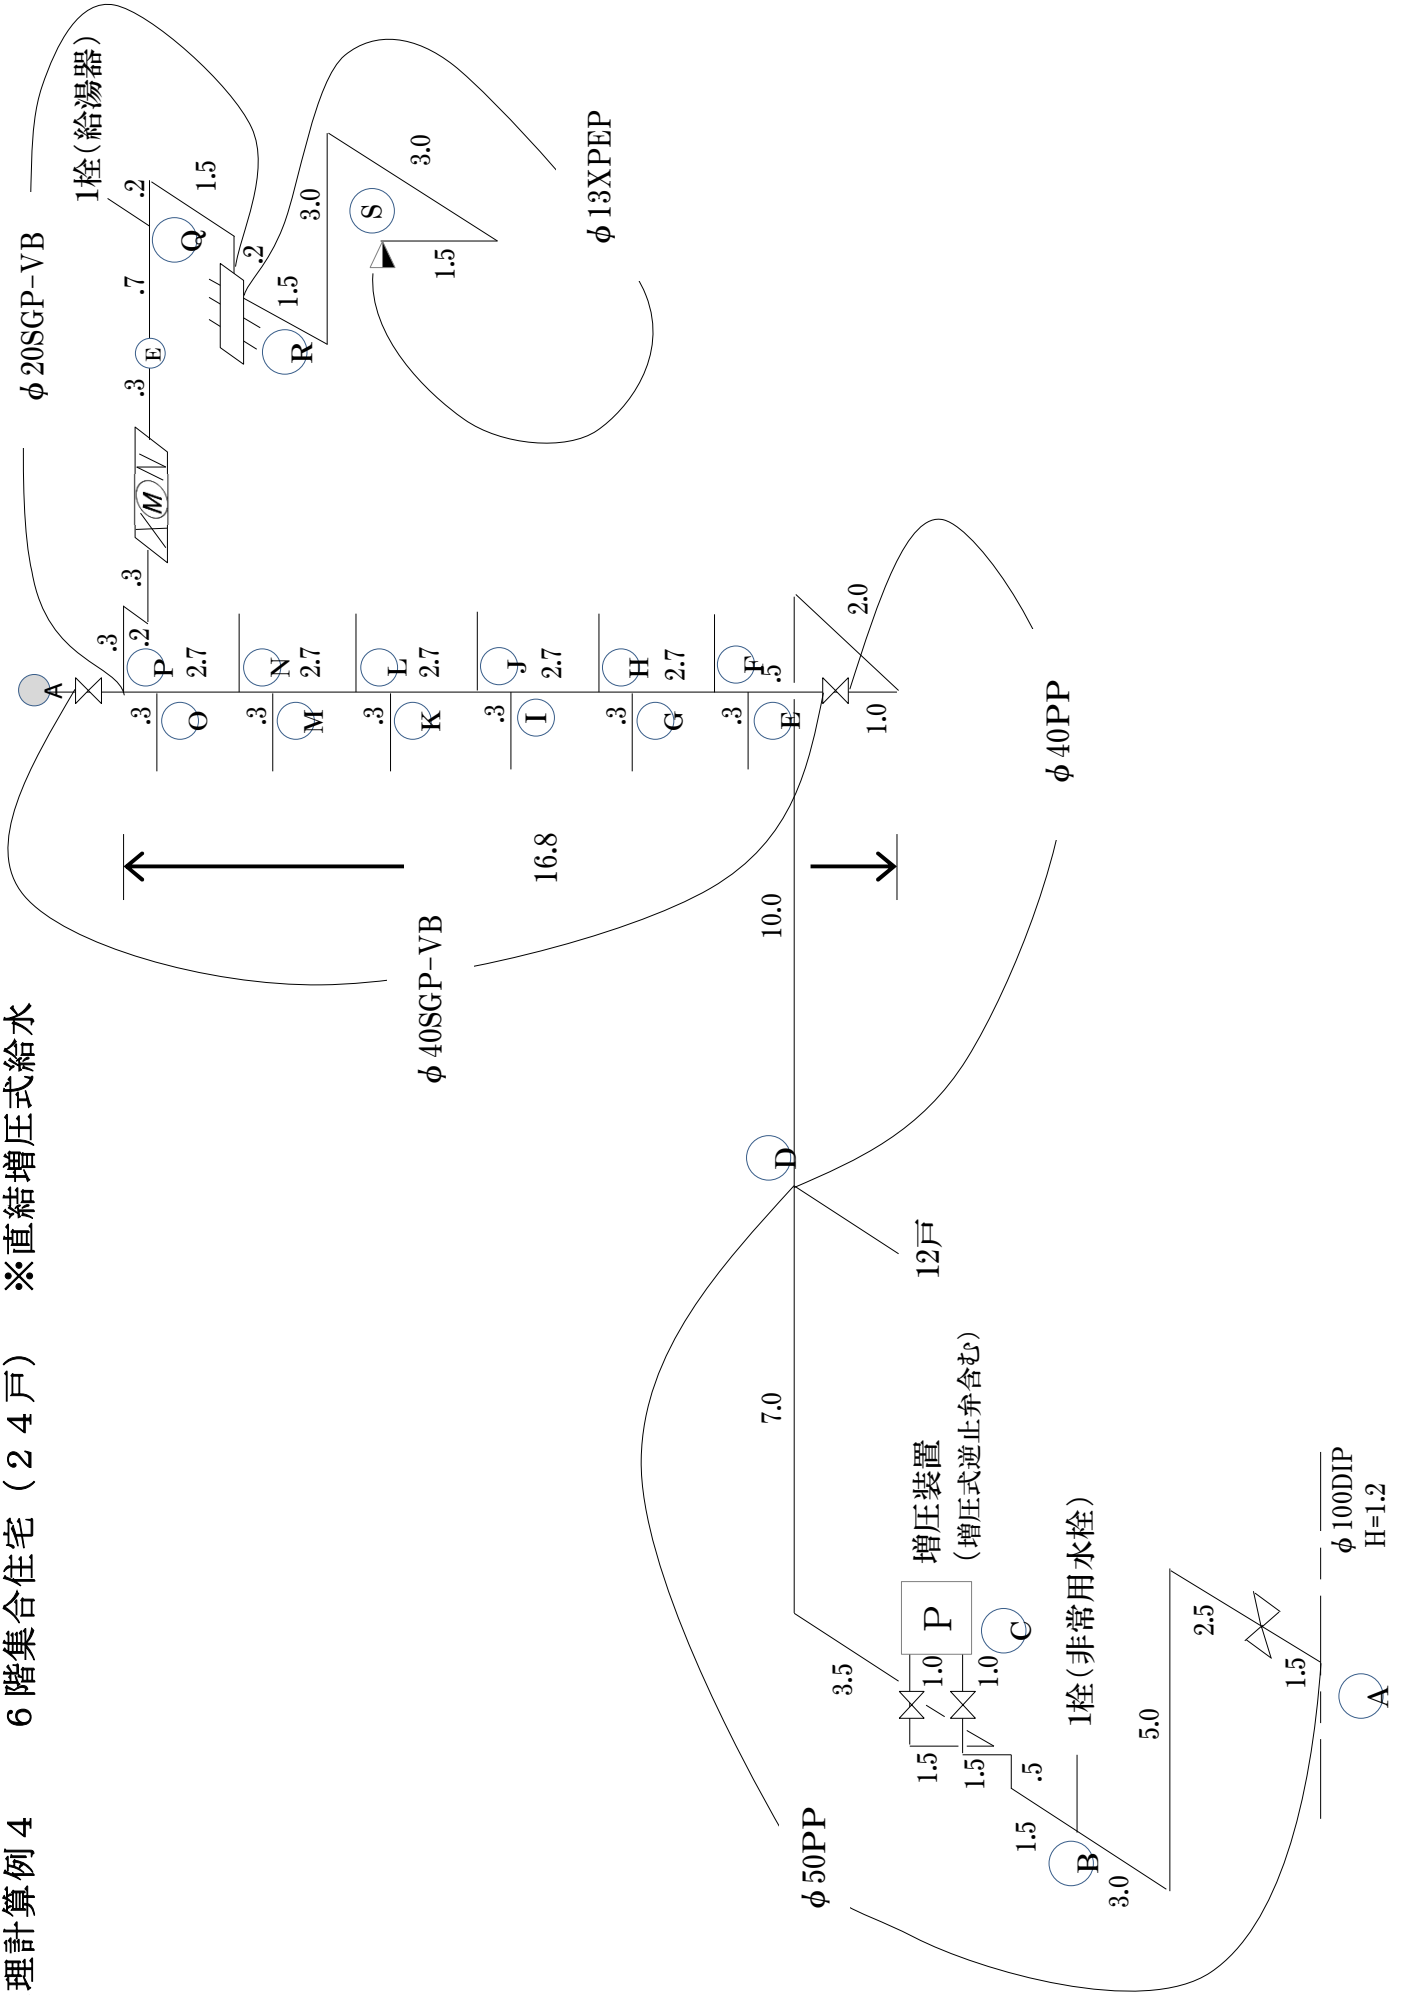 理計算例４　６階集合住宅（２４戸）　※直結増圧式給水
φ20SGP-VB
1栓(給湯器)
.2
1.5
Q
.7
E
.3
M
.2
1.5
R
3.0
S
3.0
1.5
φ13XPEP
A
.3
.2
.3
P
2.7
.3
O
N
2.7
.3
M
L
2.7
.3
K
J
2.7
.3
I
H
2.7
.3
G
F
.5
.3
E
2.0
1.0
16.8
φ40SGP-VB
φ40PP
10.0
D
12戸
7.0
3.5
増圧装置
(増圧式逆止弁含む)
P
1.0
1.0
C
1.5
1.5
.5
1.5
1栓(非常用水栓)
B
3.0
5.0
2.5
1.5
A
φ50PP
φ100DIP
H=1.2